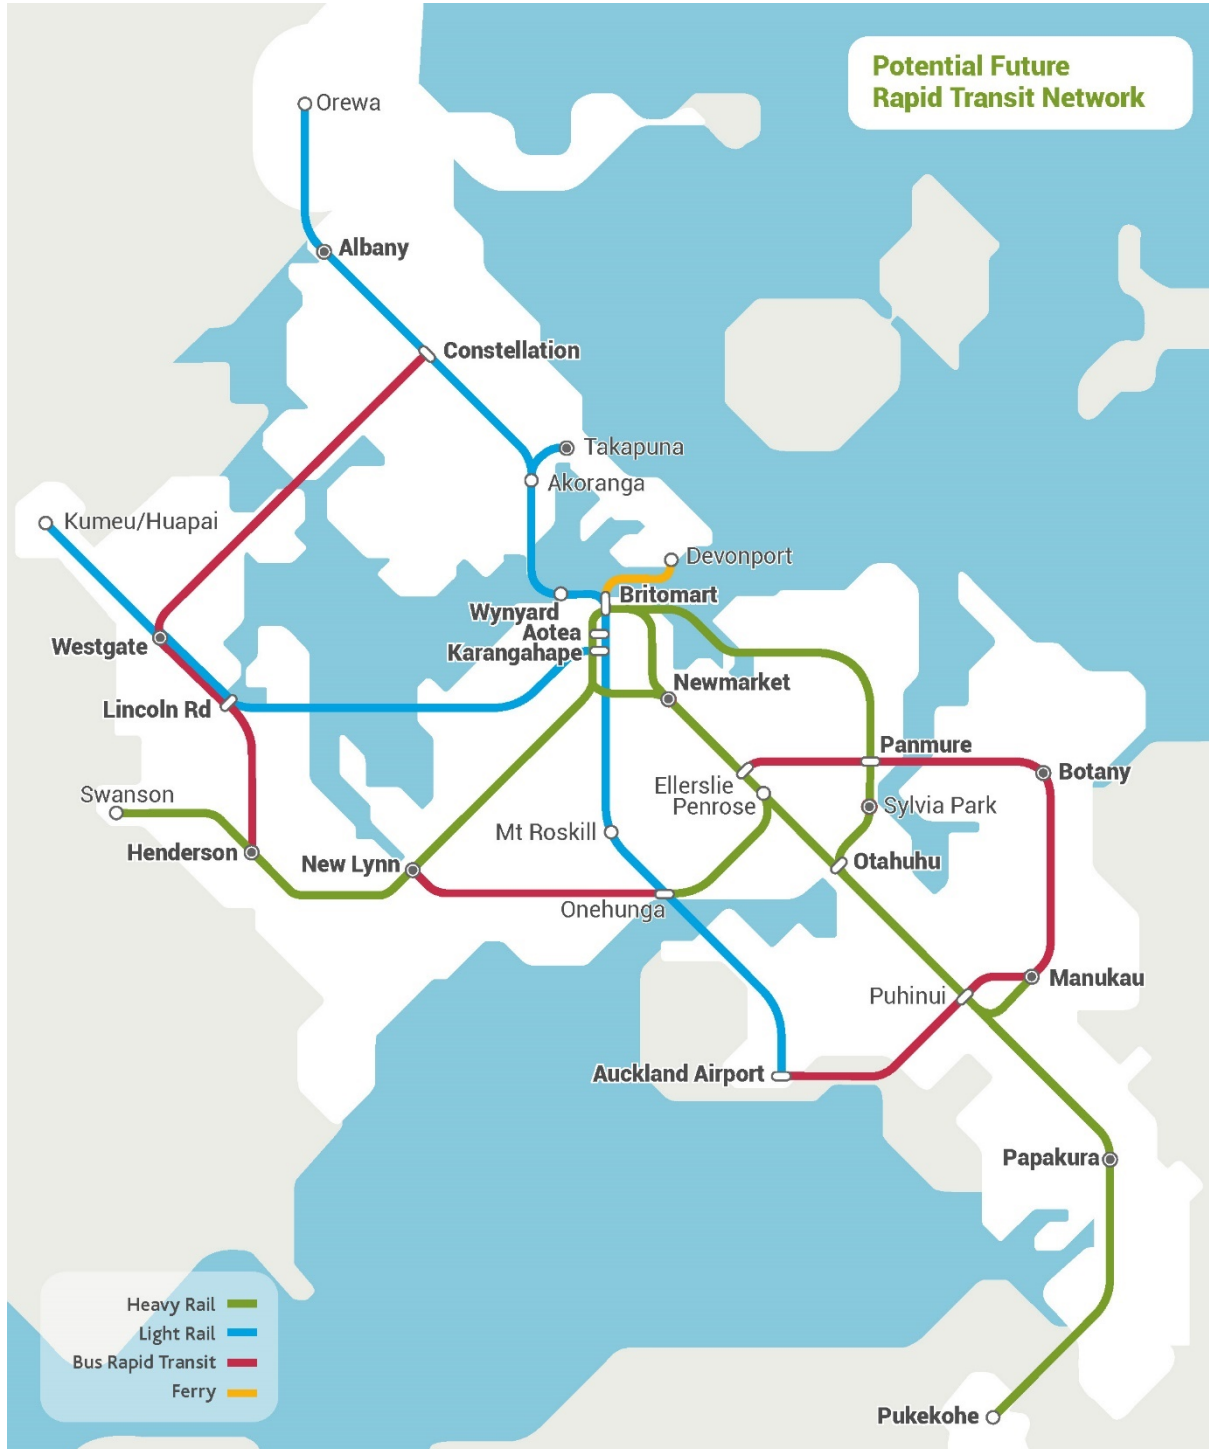 Potential Future
Rapid Transit Network
Orewa
Albany
Constellation
Takapuna
Akoranga
Kumeu/Huapai
Devonport
Britomart
Wynyard
Aotea
Karangahape
Westgate
Newmarket
Lincoln Rd
Panmure
Botany
Ellerslie
Penrose
Swanson
Sylvia Park
Mt Roskill
Henderson
New Lynn
Otahuhu
Onehunga
Manukau
Puhinui
Auckland Airport
Papakura
Heavy Rail
Light Rail
Bus Rapid Transit
Ferry
Pukekohe